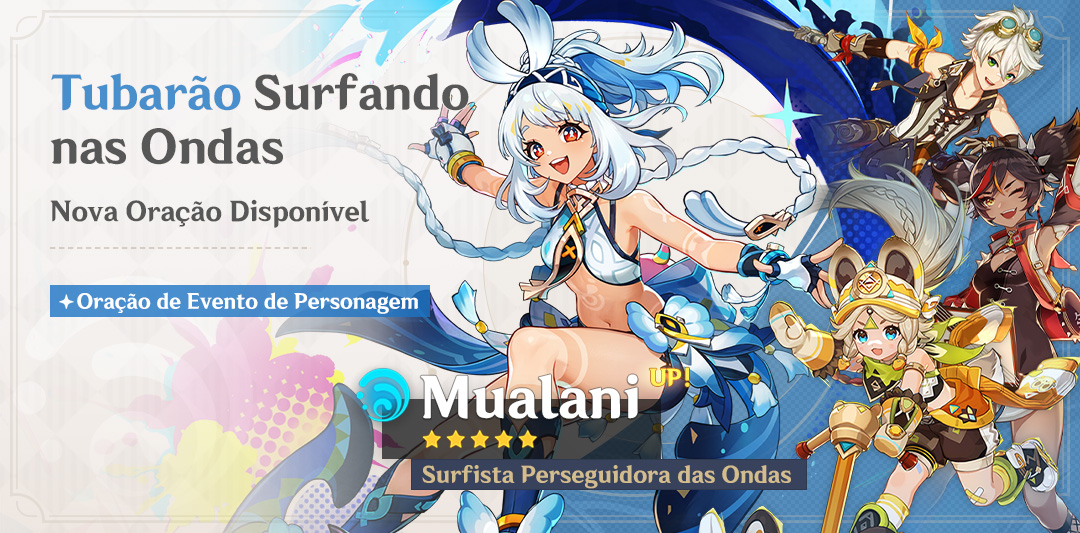 Tubarão Surfando
nas Ondas
Nova Oração Disponível
Oração de Evento de Personagem
Mualani UP!
Surfista Perseguidora das Ondas